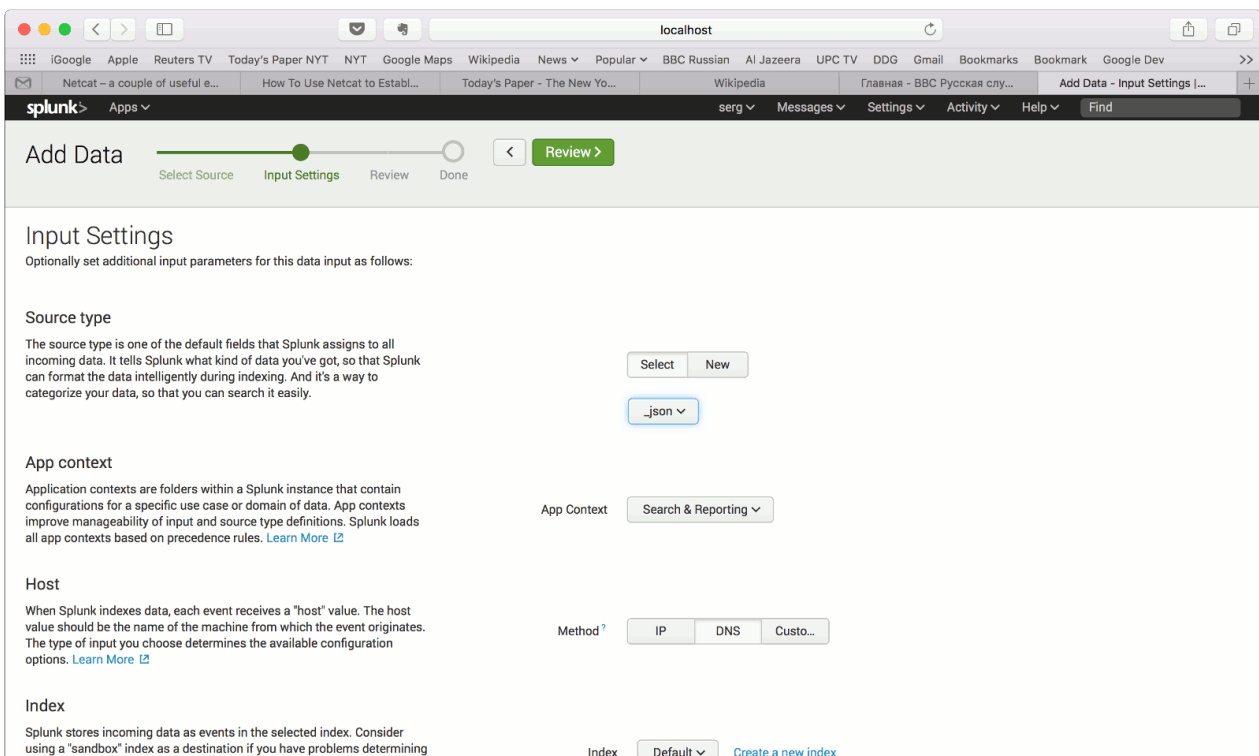 localhost
iGoogle Apple Reuters TV Today's Paper NYT NYT Google Maps Wikipedia News Popular BBC Russian Al Jazeera UPC TV DDG Gmail Bookmarks Bookmark Google Dev >>
Netcat – a couple of useful e... How To Use Netcat to Establ... Today's Paper - The New Yo... Wikipedia Главная - BBC Русская слу... Add Data - Input Settings |... +
splunk> Apps serg Messages Settings Activity Help Find
Add Data < Review >
Select Source Input Settings Review Done
Input Settings
Optionally set additional input parameters for this data input as follows:
Source type
The source type is one of the default fields that Splunk assigns to all
incoming data. It tells Splunk what kind of data you've got, so that Splunk
can format the data intelligently during indexing. And it's a way to
categorize your data, so that you can search it easily.
Select New
_json
App context
Application contexts are folders within a Splunk instance that contain
configurations for a specific use case or domain of data. App contexts
improve manageability of input and source type definitions. Splunk loads
all app contexts based on precedence rules. Learn More
App Context Search & Reporting
Host
When Splunk indexes data, each event receives a "host" value. The host
value should be the name of the machine from which the event originates.
The type of input you choose determines the available configuration
options. Learn More
Method ? IP DNS Custo...
Index
Splunk stores incoming data as events in the selected index. Consider
using a "sandbox" index as a destination if you have problems determining
Index Default Create a new index